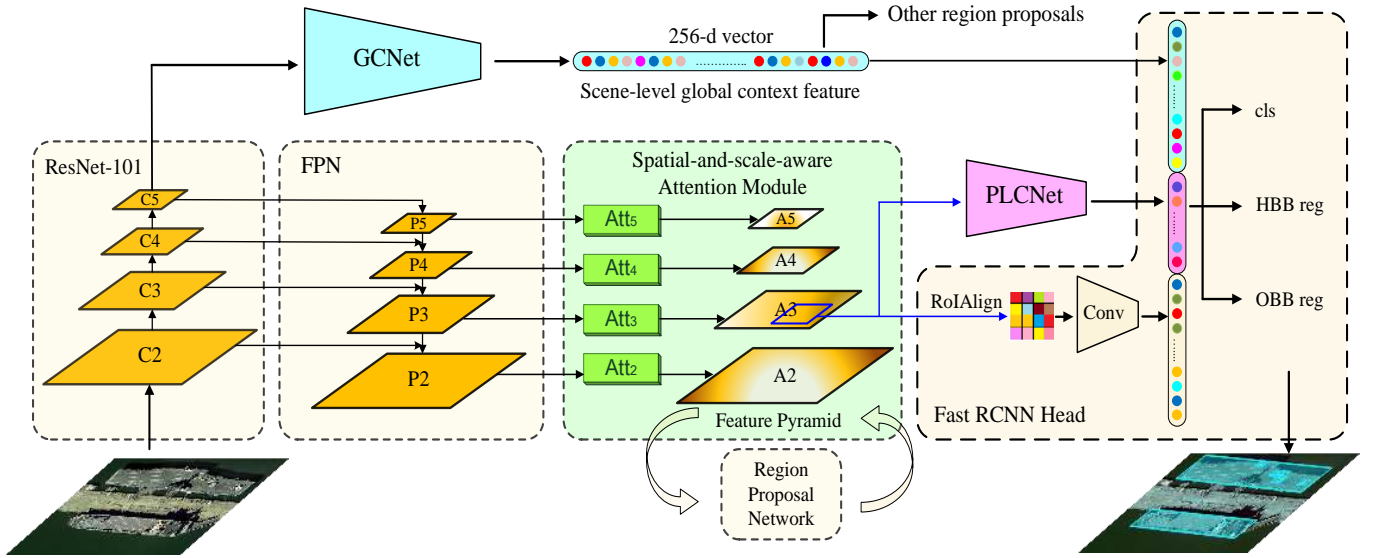 Other region proposals
256-d vector
GCNet
Scene-level global context feature
ResNet-101
C5
C4
C3
C2
FPN
P5
P4
P3
P2
Spatial-and-scale-aware
Attention Module
Att5
Att4
Att3
Att2
A5
A4
A3
A2
Feature Pyramid
Region
Proposal
Network
PLCNet
RoIAlign
Conv
Fast RCNN Head
cls
HBB reg
OBB reg